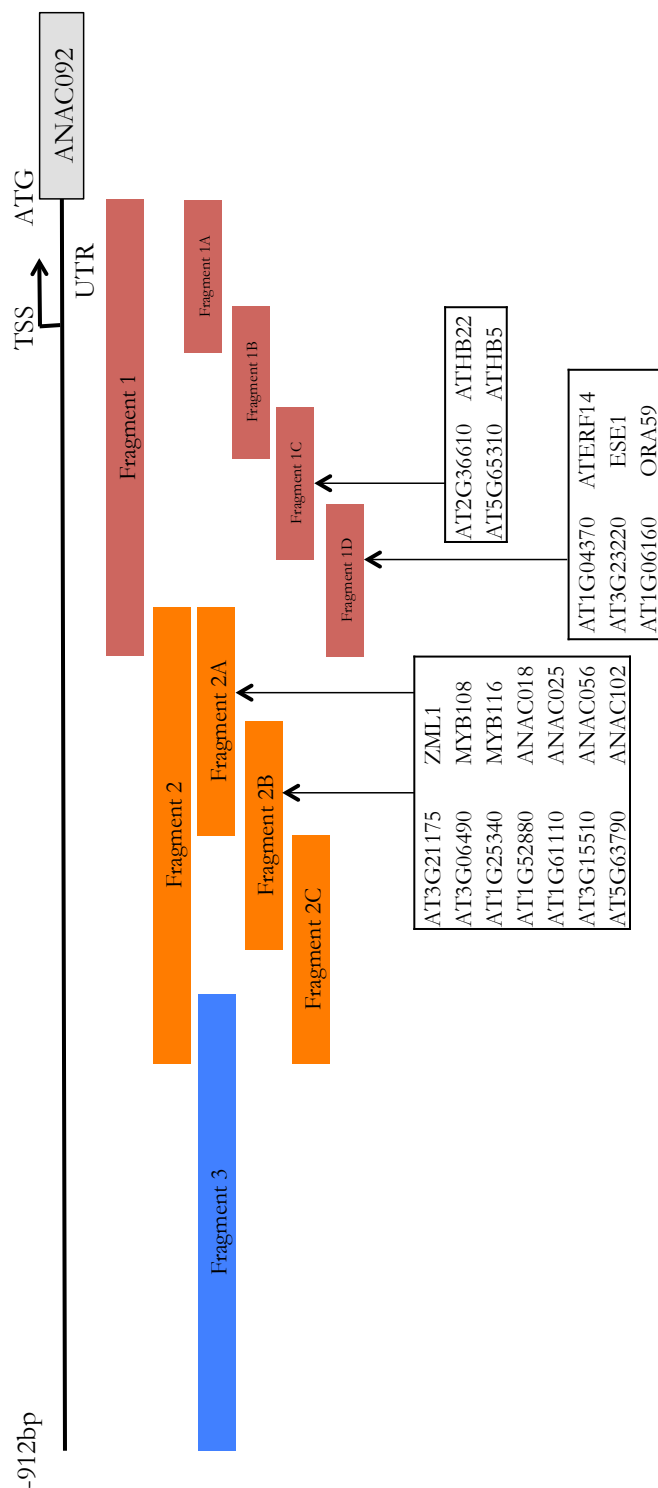 -912bp
TSS
ATG
ANAC092
UTR
Fragment 1
Fragment 2
Fragment 3
Fragment 1A
Fragment 1B
Fragment 1C
Fragment 1D
Fragment 2A
Fragment 2B
Fragment 2C
AT3G21175 ZML1
AT3G06490 MYB108
AT1G25340 MYB116
AT1G52880 ANAC018
AT1G61110 ANAC025
AT3G15510 ANAC056
AT5G63790 ANAC102
AT2G36610 ATHB22
AT5G65310 ATHB5
AT1G04370 ATERF14
AT3G23220 ESE1
AT1G06160 ORA59